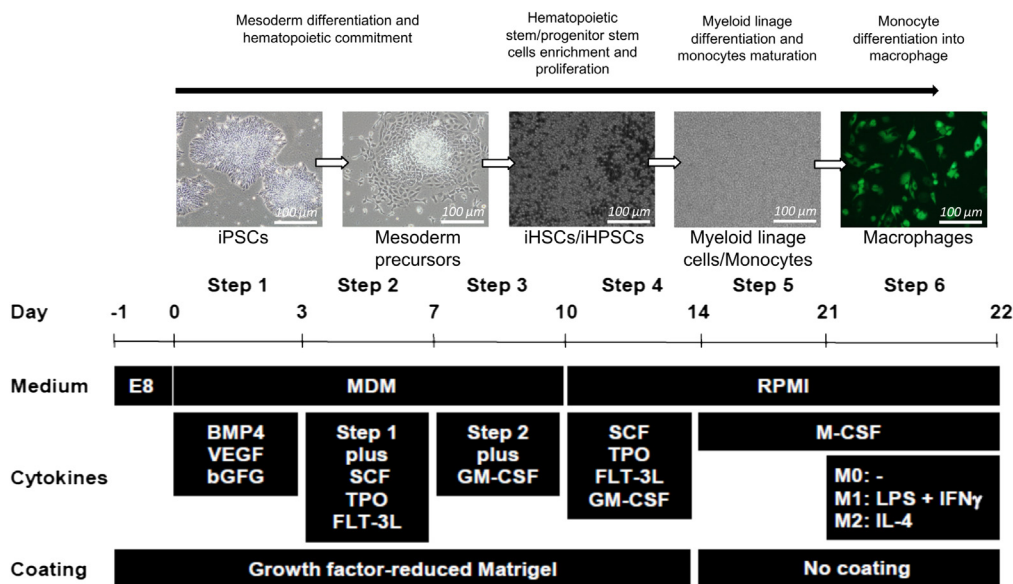 Mesoderm differentiation and
hematopoietic commitment
Hematopoietic
stem/progenitor stem
cells enrichment and
proliferation
Myeloid linage
differentiation and
monocytes maturation
Monocyte
differentiation into
macrophage
100 µm
100 µm
100 µm
100 µm
100 µm
iPSCs
Mesoderm
precursors
iHSCs/iHPSCs
Myeloid linage
cells/Monocytes
Macrophages
Step 1
Step 2
Step 3
Step 4
Step 5
Step 6
Day
-1
0
3
7
10
14
21
22
Medium
E8
MDM
RPMI
Cytokines
BMP4
VEGF
bGFG
Step 1
plus
SCF
TPO
FLT-3L
Step 2
plus
GM-CSF
SCF
TPO
FLT-3L
GM-CSF
M-CSF
M0: -
M1: LPS + IFNγ
M2: IL-4
Coating
Growth factor-reduced Matrigel
No coating